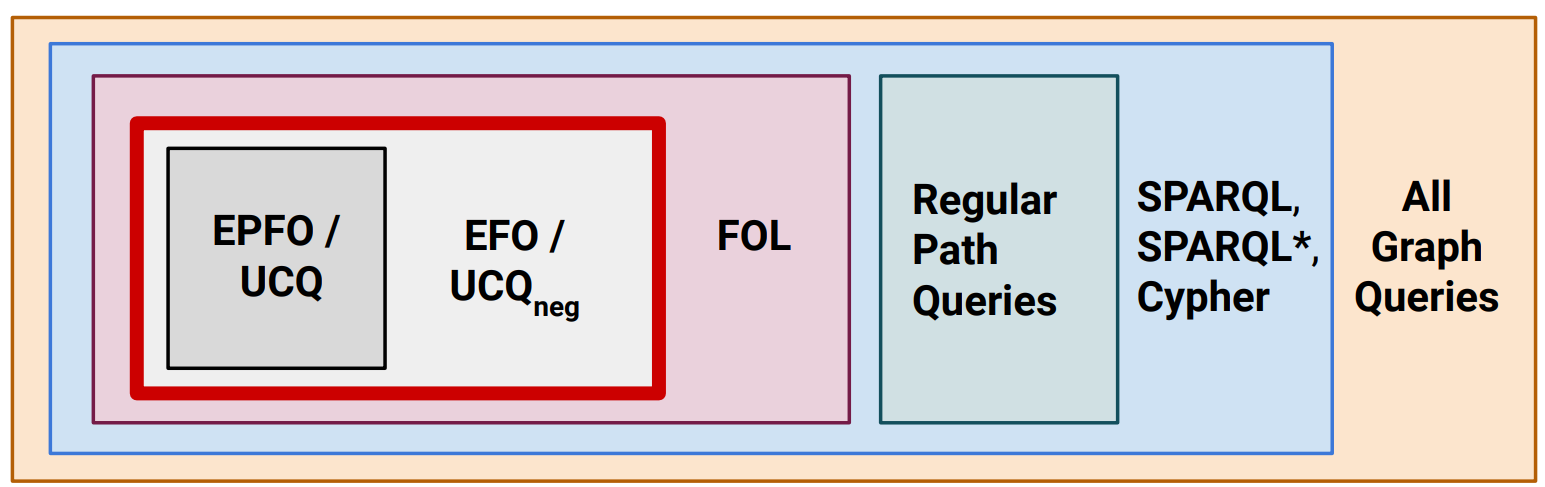 EPFO /
UCQ
EFO /
UCQneg
FOL
Regular
Path
Queries
SPARQL,
SPARQL*,
Cypher
All
Graph
Queries